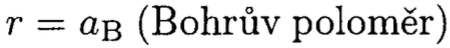 r = a_B (Bohrův poloměr)